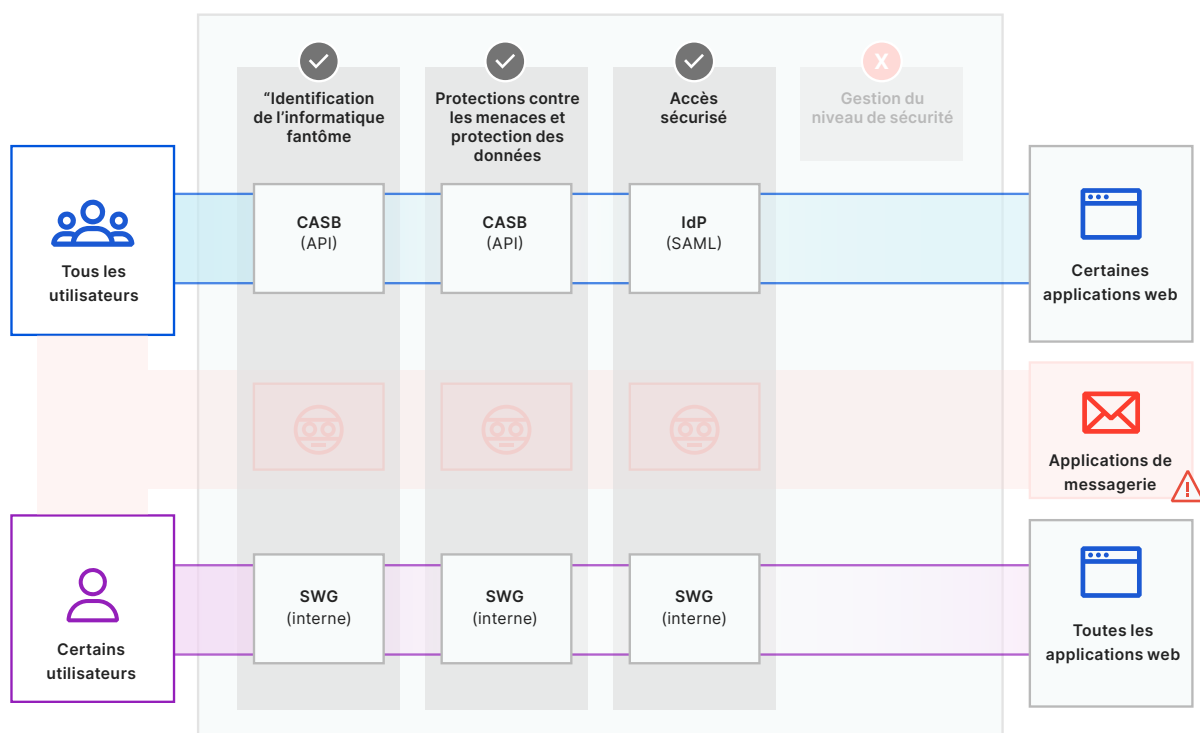 “Identification
de l’informatique
fantôme
Protections contre
les menaces et
protection des
données
Accès
sécurisé
X
Gestion du
niveau de sécurité
Tous les
utilisateurs
CASB
(API)
CASB
(API)
IdP
(SAML)
Certaines
applications web
Applications de
messagerie
Certains
utilisateurs
SWG
(interne)
SWG
(interne)
SWG
(interne)
Toutes les
applications web